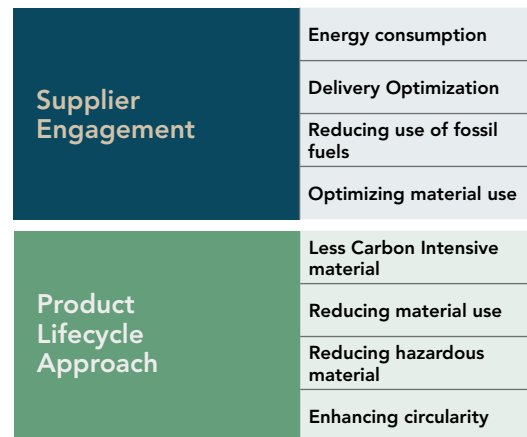 Supplier
Engagement
Energy consumption
Delivery Optimization
Reducing use of fossil
fuels
Optimizing material use
Product
Lifecycle
Approach
Less Carbon Intensive
material
Reducing material use
Reducing hazardous
material
Enhancing circularity